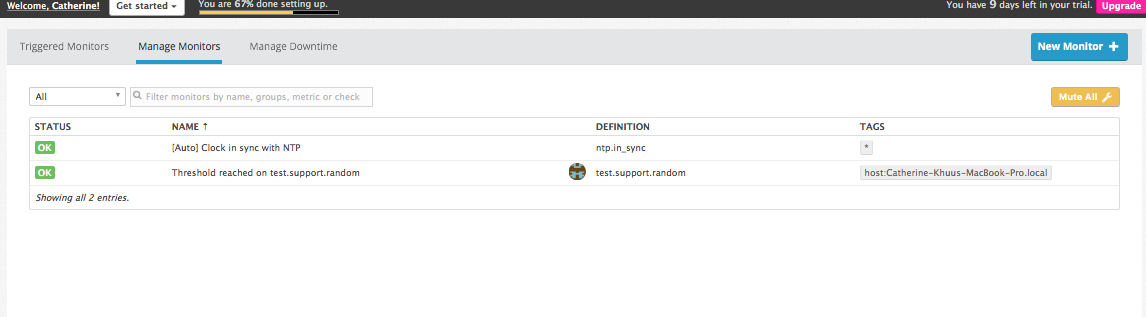 Welcome, Catherine! Get started You are 67% done setting up. You have 9 days left in your trial. Upgrade
Triggered Monitors Manage Monitors Manage Downtime New Monitor +
All Filter monitors by name, groups, metric or check Mute All
STATUS NAME ↑ DEFINITION TAGS
OK [Auto] Clock in sync with NTP ntp.in_sync *
OK Threshold reached on test.support.random test.support.random host:Catherine-Khuus-MacBook-Pro.local
Showing all 2 entries.